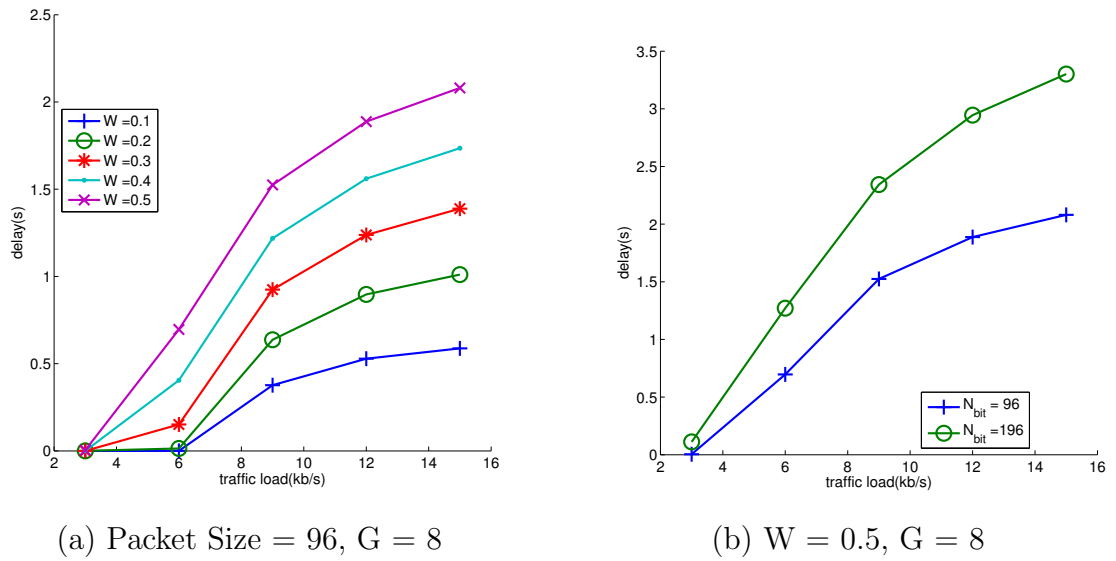 2.5
2
1.5
1
0.5
0
delay(s)
W =0.1
W =0.2
W =0.3
W =0.4
W =0.5
2 4 6 8 10 12 14 16
traffic load(kb/s)
(a) Packet Size = 96, G = 8
3.5
3
2.5
2
1.5
1
0.5
0
delay(s)
N_bit = 96
N_bit =196
2 4 6 8 10 12 14 16
traffic load(kb/s)
(b) W = 0.5, G = 8